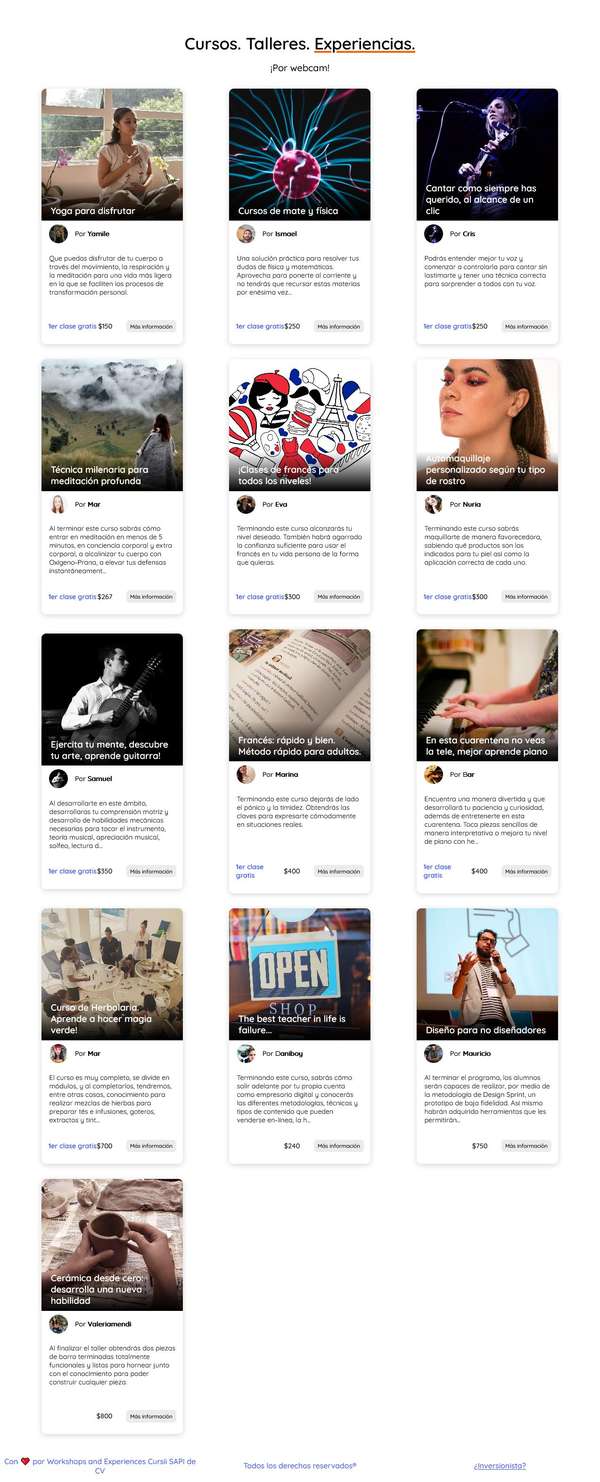 Cursos. Talleres. Experiencias.
¡Por webcam!
Yoga para disfrutar
Por Yamile
Que puedas disfrutar de tu cuerpo a
través del movimiento, la respiración y
la meditación para una vida más ligera
en la que se faciliten los procesos de
transformación personal.
1er clase gratis $150 Más información
Cursos de mate y física
Por Ismael
Una solución práctica para resolver tus
dudas de física y matemáticas.
Aprovecha para ponerte al corriente y
no tendrás que recursar estas materias
por enésima vez...
1er clase gratis $250 Más información
Cantar como siempre has
querido, al alcance de un
clic
Por Cris
Podrás entender mejor tu voz y
comenzar a controlarla para cantar sin
lastimarte y tener una técnica correcta
para sorprender a todos con tu voz.
1er clase gratis $250 Más información
Técnica milenaria para
meditación profunda
Por Mar
Al terminar este curso sabrás cómo
entrar en meditación en menos de 5
minutos, en conciencia corporal y extra
corporal, a alcalinizar tu cuerpo con
Oxígeno-Prana, a elevar tus defensas
instantáneament...
1er clase gratis $267 Más información
¡Clases de francés para
todos los niveles!
Por Eva
Terminando este curso alcanzarás tu
nivel deseado. También habrá agarrado
la confianza suficiente para usar el
francés en tu vida persona de la forma
que quieras.
1er clase gratis $300 Más información
Automaquillaje
personalizado según tu tipo
de rostro
Por Nuria
Terminando este curso sabrás
maquillarte de manera favorecedora,
sabiendo qué productos son los
indicados para tu piel así como la
aplicación correcta de cada uno.
1er clase gratis $300 Más información
Ejercita tu mente, descubre
tu arte, aprende guitarra!
Por Samuel
Al desarrollarte en este ámbito,
desarrollarás tu comprensión motriz y
desarrollo de habilidades mecánicas
necesarias para tocar el instrumento,
teoría musical, apreciación musical,
solfeo, lectura d...
1er clase gratis $350 Más información
Francés: rápido y bien.
Método rápido para adultos.
Por Marina
Terminando este curso dejarás de lado
el pánico y la timidez. Obtendrás las
claves para expresarte cómodamente
en situaciones reales.
1er clase
gratis
$400 Más información
En esta cuarentena no veas
la tele, mejor aprende piano
Por Bar
Encuentra una manera divertida y que
desarrollará tu paciencia y curiosidad,
además de entretenerte en esta
cuarentena. Toca piezas sencillas de
manera interpretativa o mejora tu nivel
de piano con he...
1er clase
gratis
$400 Más información
Curso de Herbolaria.
Aprende a hacer magia
verde!
Por Mar
El curso es muy completo, se divide en
módulos, y al completarlos, tendremos,
entre otras cosas, conocimiento para
realizar mezclas de hierbas para
preparar tés e infusiones, goteros,
extractos y tint...
1er clase gratis $700 Más información
OPEN
SHOP
The best teacher in life is
failure...
Por Daniboy
Terminando este curso, sabrás cómo
salir adelante por tu propia cuenta
como empresario digital y conocerás
las diferentes metodologías, técnicas y
tipos de contenido que pueden
venderse en-línea, la h...
$240 Más información
Diseño para no diseñadores
Por Mauricio
Al terminar el programa, los alumnos
serán capaces de realizar, por medio de
la metodología de Design Sprint, un
prototipo de baja fidelidad. Así mismo
habrán adquirido herramientas que les
permitirán...
$750 Más información
Cerámica desde cero:
desarrolla una nueva
habilidad
Por Valeriamendi
Al finalizar el taller obtendrás dos piezas
de barro terminadas totalmente
funcionales y listas para hornear junto
con el conocimiento para poder
construir cualquier pieza.
$800 Más información
Con ❤️ por Workshops and Experiences Cursli SAPI de
CV
Todos los derechos reservados®
¿Inversionista?